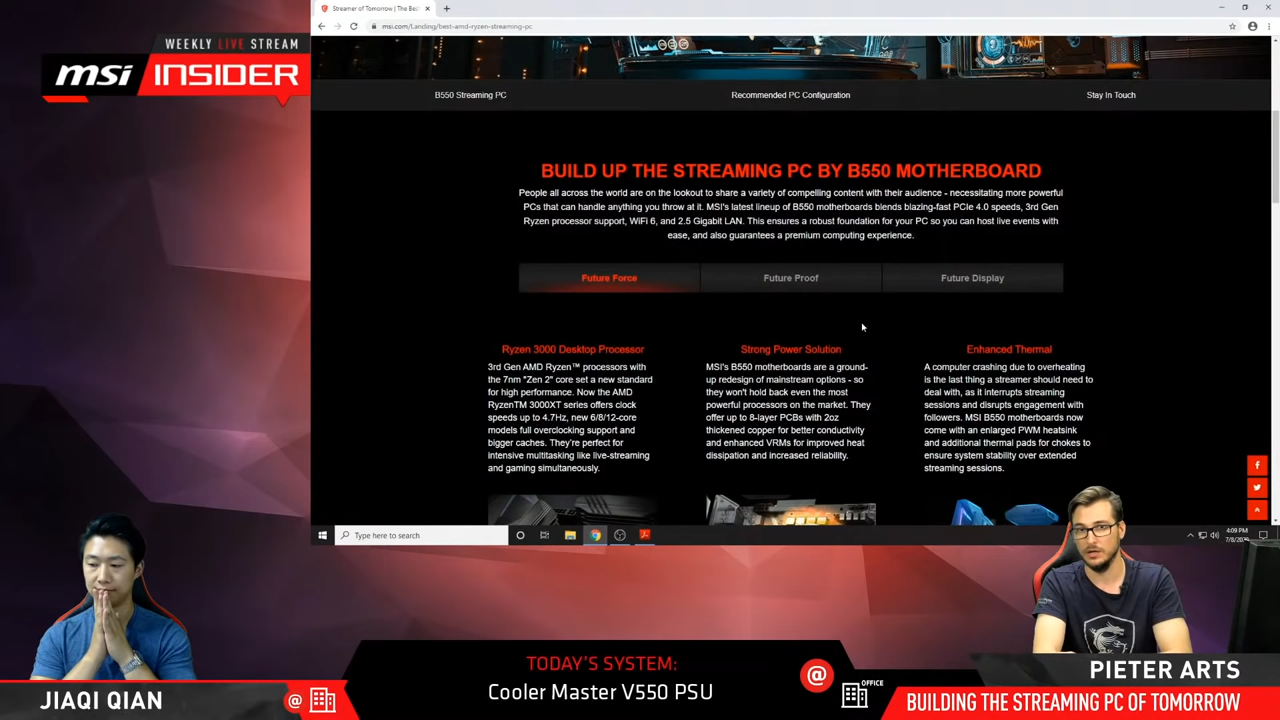 WEEKLY LIVE STREAM
msi INSIDER
Streamer of Tomorrow | The Bes
msi.com/Landing/best-amd-ryzen-streaming-pc
B550 Streaming PC
Recommended PC Configuration
Stay In Touch
BUILD UP THE STREAMING PC BY B550 MOTHERBOARD
People all across the world are on the lookout to share a variety of compelling content with their audience - necessitating more powerful
PCs that can handle anything you throw at it. MSI's latest lineup of B550 motherboards blends blazing-fast PCIe 4.0 speeds, 3rd Gen
Ryzen processor support, WiFi 6, and 2.5 Gigabit LAN. This ensures a robust foundation for your PC so you can host live events with
ease, and also guarantees a premium computing experience.
Future Force
Future Proof
Future Display
Ryzen 3000 Desktop Processor
3rd Gen AMD Ryzen™ processors with
the 7nm "Zen 2" core set a new standard
for high performance. Now the AMD
RyzenTM 3000XT series offers clock
speeds up to 4.7Hz, new 6/8/12-core
models full overclocking support and
bigger caches. They're perfect for
intensive multitasking like live-streaming
and gaming simultaneously.
Strong Power Solution
MSI's B550 motherboards are a ground-
up redesign of mainstream options - so
they won't hold back even the most
powerful processors on the market. They
offer up to 8-layer PCBs with 2oz
thickened copper for better conductivity
and enhanced VRMs for improved heat
dissipation and increased reliability.
Enhanced Thermal
A computer crashing due to overheating
is the last thing a streamer should need to
deal with, as it interrupts streaming
sessions and disrupts engagement with
followers. MSI B550 motherboards now
come with an enlarged PWM heatsink
and additional thermal pads for chokes to
ensure system stability over extended
streaming sessions.
Type here to search
4:09 PM
TODAY'S SYSTEM:
Cooler Master V550 PSU
JIAQI QIAN
@
@
OFFICE
PIETER ARTS
BUILDING THE STREAMING PC OF TOMORROW